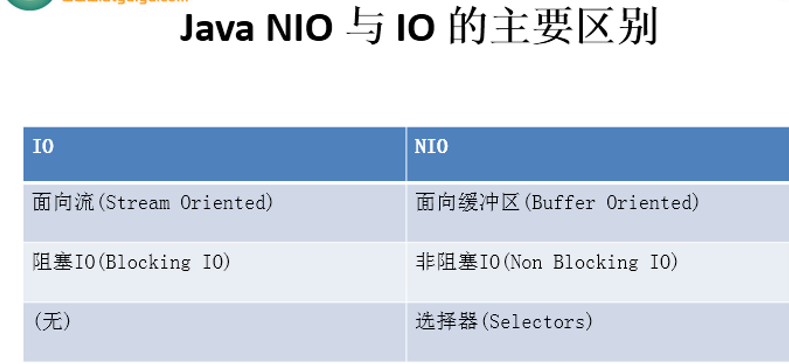 Java NIO 与 IO 的主要区别
IO
NIO
面向流(Stream Oriented)
面向缓冲区(Buffer Oriented)
阻塞IO(Blocking IO)
非阻塞IO(Non Blocking IO)
(无)
选择器(Selectors)